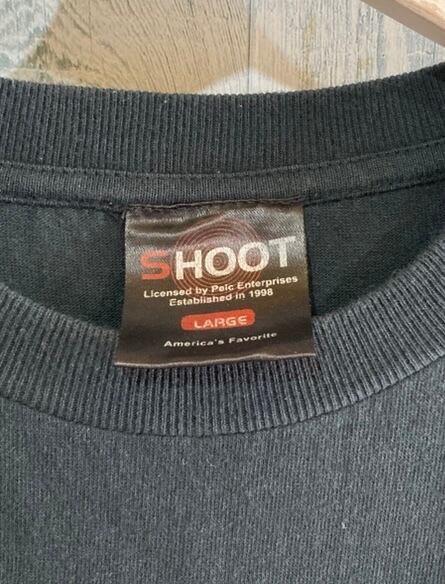 SHOOT
Licensed by Pelc Enterprises
Established in 1998
LARGE
America's Favorite